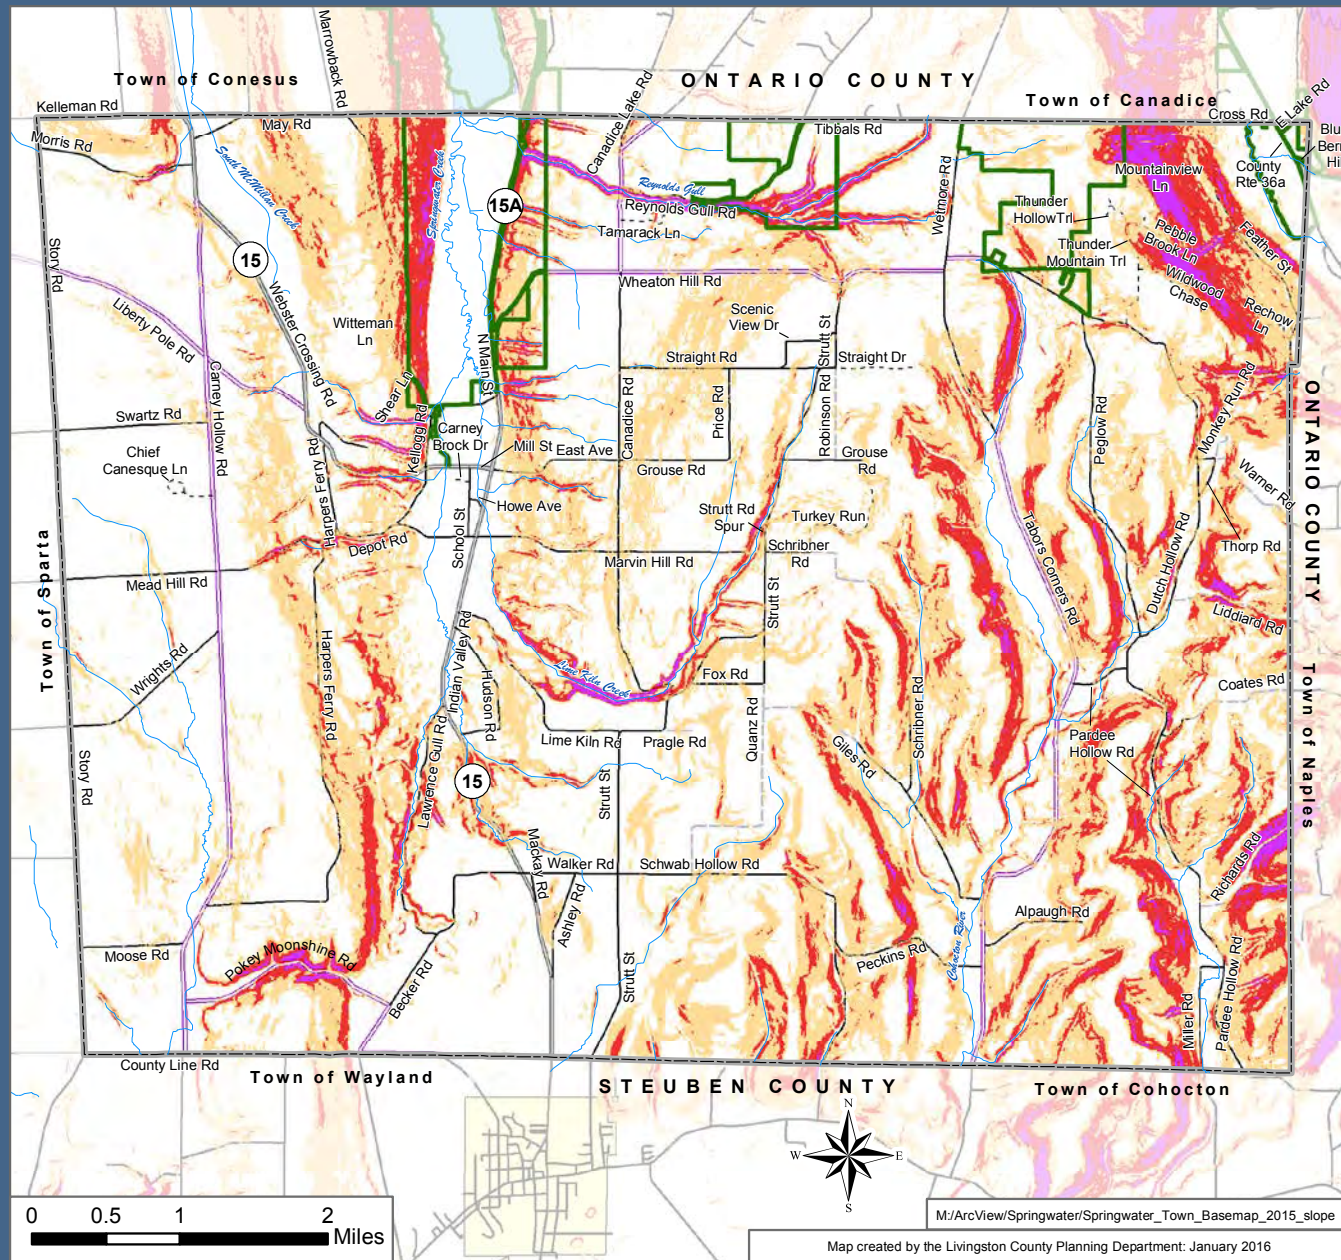 Town of Conesus
Marrowback Rd
ONTARIO COUNTY
Town of Canadice
Kelleman Rd
May Rd
Morris Rd
South McMillan Creek
Springwater Creek
15A
Canadice Lake Rd
Tibbals Rd
Cross Rd
E Lake Rd
Blu
Berr
Hi
County
Rte 36a
Reynolds Gull
Reynolds Gull Rd
Tamarack Ln
Wetmore Rd
Mountainview
Ln
Thunder
HollowTrl
Thunder
Mountain Trl
Pebble
Brook Ln
Feather St
Wildwood
Chase
Rechow
Ln
Story Rd
15
Webster Crossing Rd
Liberty Pole Rd
Witteman
Ln
Wheaton Hill Rd
Scenic
View Dr
Strutt St
Straight Rd
Straight Dr
N Main St
Shear Ln
Carney Hollow Rd
Swartz Rd
Chief
Canesque Ln
Harpers Ferry Rd
Kellogg Rd
Carney
Brock Dr
Mill St
East Ave
Canadice Rd
Price Rd
Robinson Rd
Grouse Rd
Grouse
Rd
Peglow Rd
Monkey Run Rd
Warner Rd
ONTARIO COUNTY
Howe Ave
School St
Strutt Rd
Spur
Turkey Run
Schribner
Rd
Depot Rd
Marvin Hill Rd
Tabors Corners Rd
Dutch Hollow Rd
Thorp Rd
Liddiard Rd
Town of Sparta
Mead Hill Rd
Wrights Rd
Harpers Ferry Rd
Indian Valley Rd
Hudson Rd
Lime Kiln Creek
Strutt St
Fox Rd
Schribner Rd
Coates Rd
Town of Naples
Story Rd
Lawrence Gull Rd
Lime Kiln Rd
Pragle Rd
Quanz Rd
Giles Rd
Pardee
Hollow Rd
15
Strutt St
Mackay Rd
Walker Rd
Schwab Hollow Rd
Richards Rd
Ashley Rd
Alpaugh Rd
Moose Rd
Pokey Moonshine Rd
Becker Rd
Strutt St
Peckins Rd
Cohocton River
Miller Rd
Pardee Hollow Rd
County Line Rd
Town of Wayland
STEUBEN COUNTY
Town of Cohocton
N
W
E
S
0 0.5 1 2
Miles
M:/ArcView/Springwater/Springwater_Town_Basemap_2015_slope
Map created by the Livingston County Planning Department: January 2016